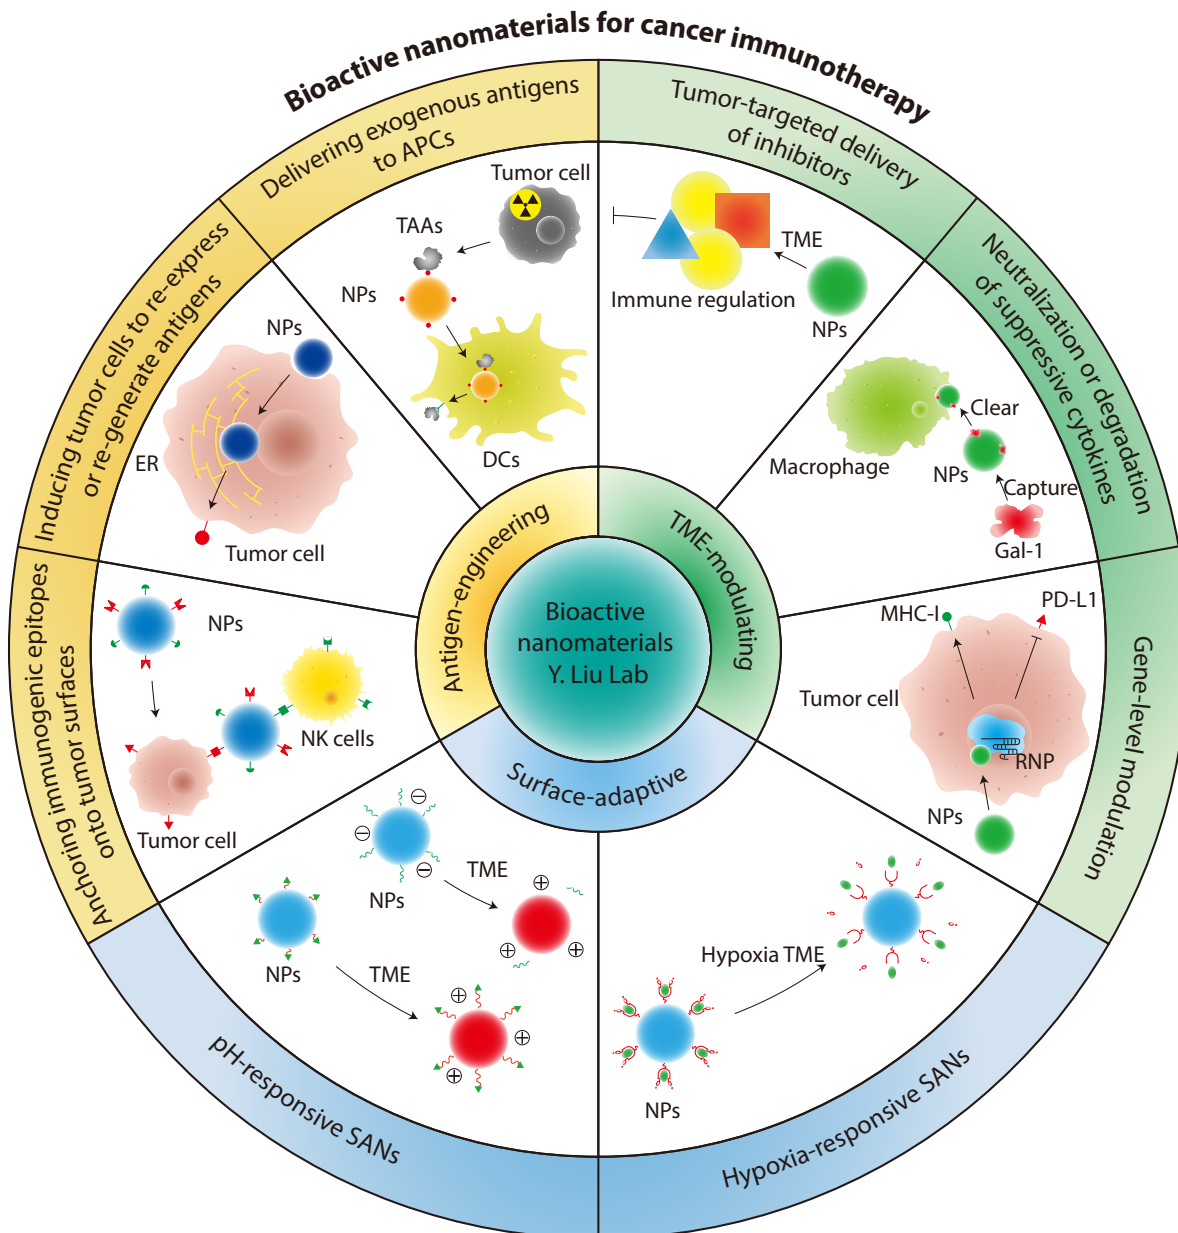 Bioactive nanomaterials for cancer immunotherapy
Delivering exogenous antigens
to APCs
Tumor cell
TAAs
NPs
DCs
Tumor-targeted delivery
of inhibitors
TME
Immune regulation
NPs
Neutralization or degradation
of suppressive cytokines
Macrophage
Clear
NPs
Capture
Gal-1
Gene-level modulation
MHC-I
PD-L1
Tumor cell
RNP
NPs
Hypoxia-responsive SANs
Hypoxia TME
NPs
pH-responsive SANs
NPs
TME
NPs
TME
Anchoring immunogenic epitopes
onto tumor surfaces
NPs
NK cells
Tumor cell
Inducing tumor cells to re-express
or re-generate antigens
NPs
ER
Tumor cell
Antigen-engineering
TME-modulating
Surface-adaptive
Bioactive
nanomaterials
Y. Liu Lab